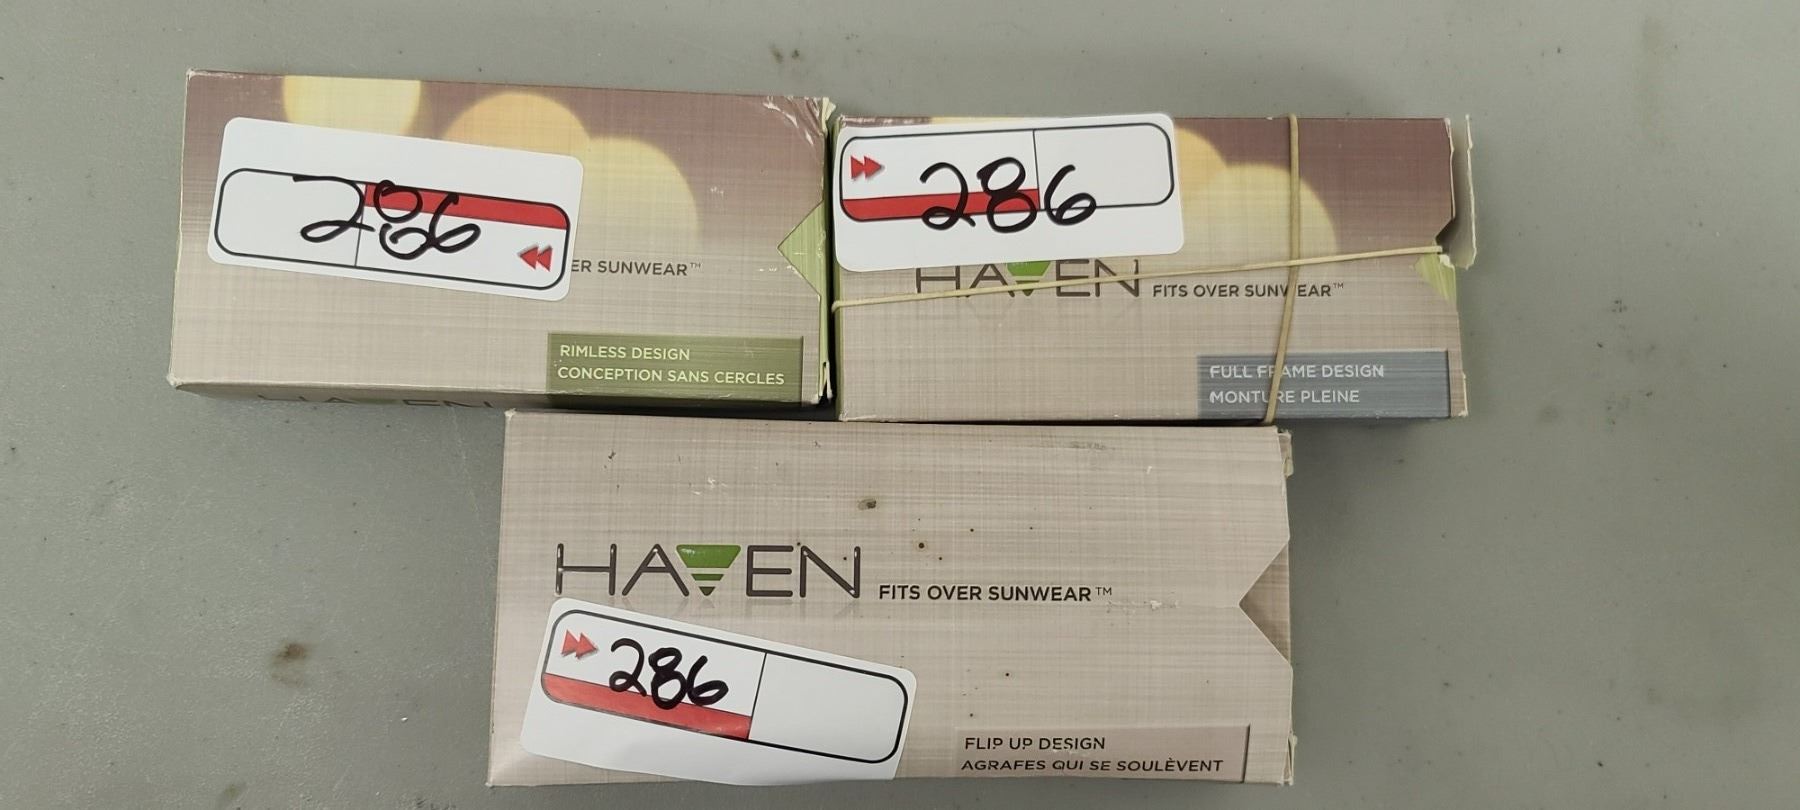 286
ER SUNWEAR™
RIMLESS DESIGN
CONCEPTION SANS CERCLES
286
HAVEN FITS OVER SUNWEAR™
FULL FRAME DESIGN
MONTURE PLEINE
HAVEN FITS OVER SUNWEAR™
286
FLIP UP DESIGN
AGRAFES QUI SE SOULÈVENT